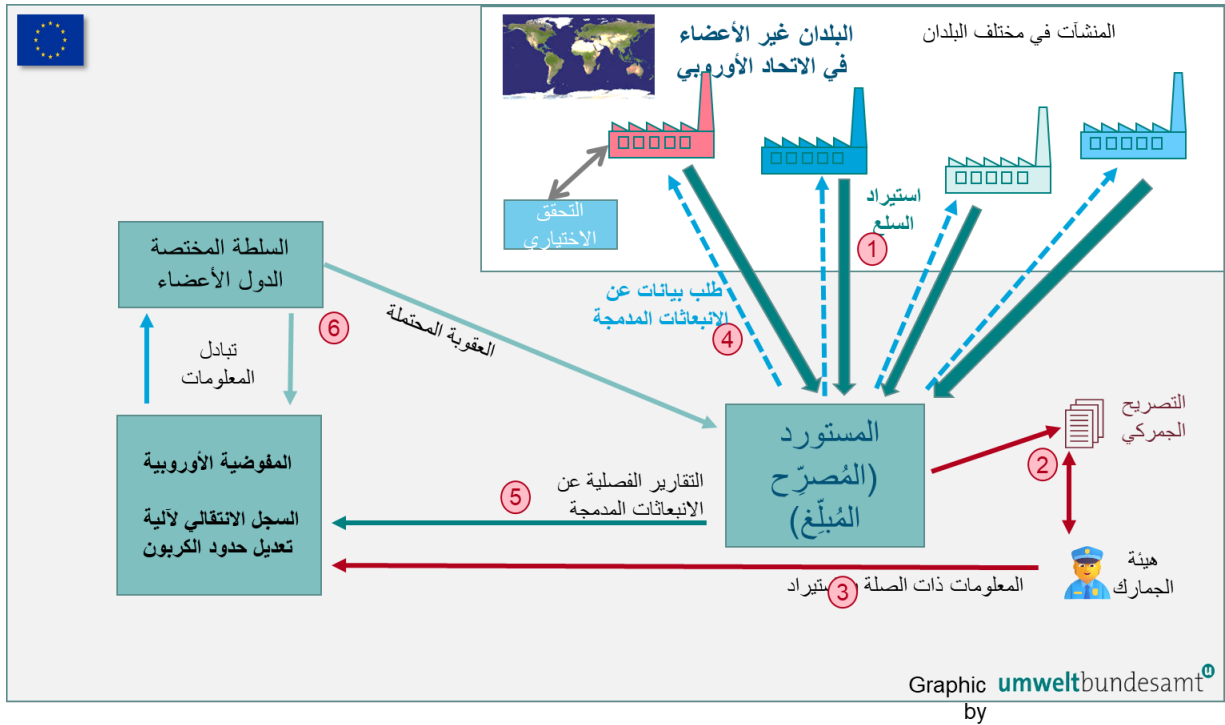 البلدان غير الأعضاء
في الاتحاد الأوروبي
المنشآت في مختلف البلدان
التحقق
الاختياري
استيراد
السلع
1
طلب بيانات عن
الانبعاثات المدمجة
4
السلطة المختصة
الدول الأعضاء
6
العقوبة المحتملة
تبادل
المعلومات
المستورد
(المُصرِّح
المُبلِّغ)
التصريح
الجمركي
2
المفوضية الأوروبية
السجل الانتقالي لآلية
تعديل حدود الكربون
التقارير الفصلية عن
الانبعاثات المدمجة
5
هيئة
الجمارك
المعلومات ذات الصلة
3
Graphic
by
umweltbundesamt
u